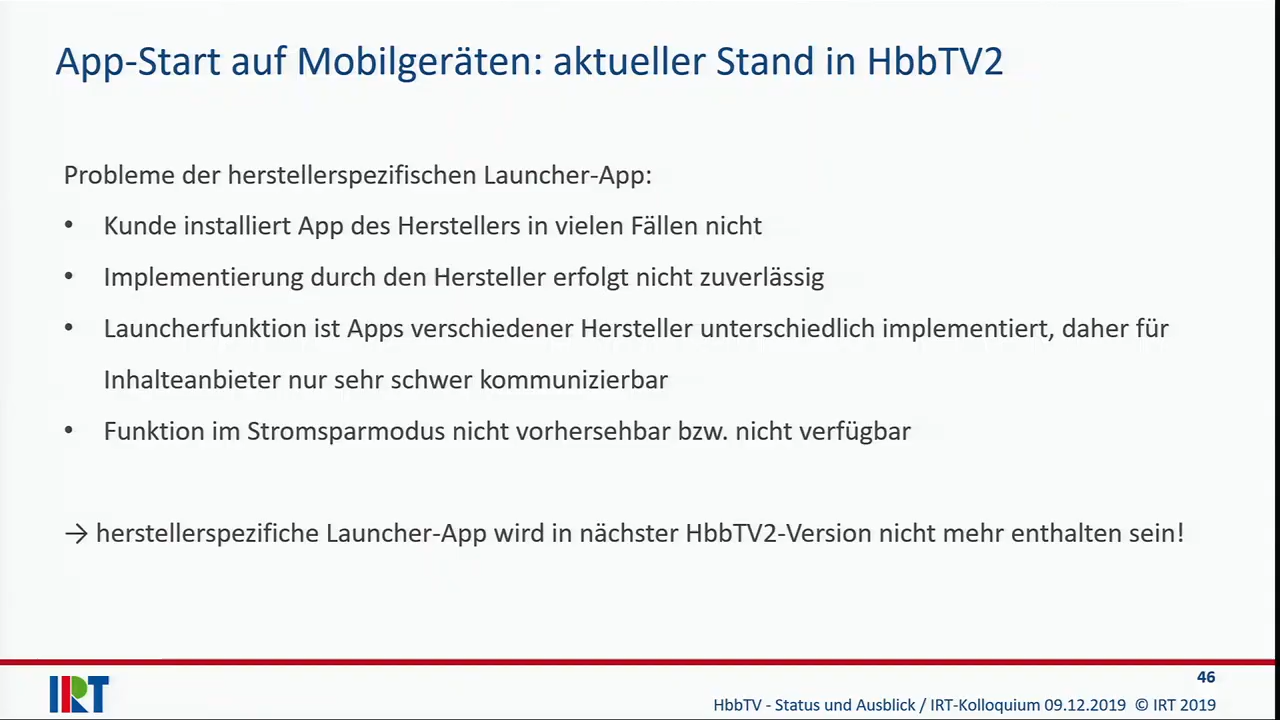 App-Start auf Mobilgeräten: aktueller Stand in HbbTV2
Probleme der herstellerspezifischen Launcher-App:
• Kunde installiert App des Herstellers in vielen Fällen nicht
• Implementierung durch den Hersteller erfolgt nicht zuverlässig
• Launcherfunktion ist Apps verschiedener Hersteller unterschiedlich implementiert, daher für
Inhalteanbieter nur sehr schwer kommunizierbar
• Funktion im Stromsparmodus nicht vorhersehbar bzw. nicht verfügbar
→ herstellerspezifiche Launcher-App wird in nächster HbbTV2-Version nicht mehr enthalten sein!
46
IRT
HbbTV - Status und Ausblick / IRT-Kolloquium 09.12.2019 © IRT 2019